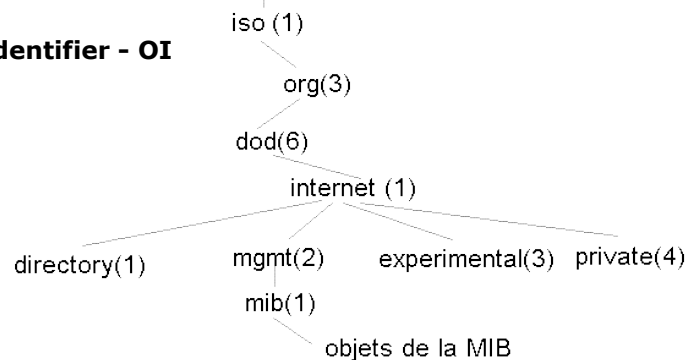 iso (1)
dentifier - OI
org(3)
dod(6)
internet (1)
directory(1) mgmt(2) experimental(3) private(4)
mib(1)
objets de la MIB